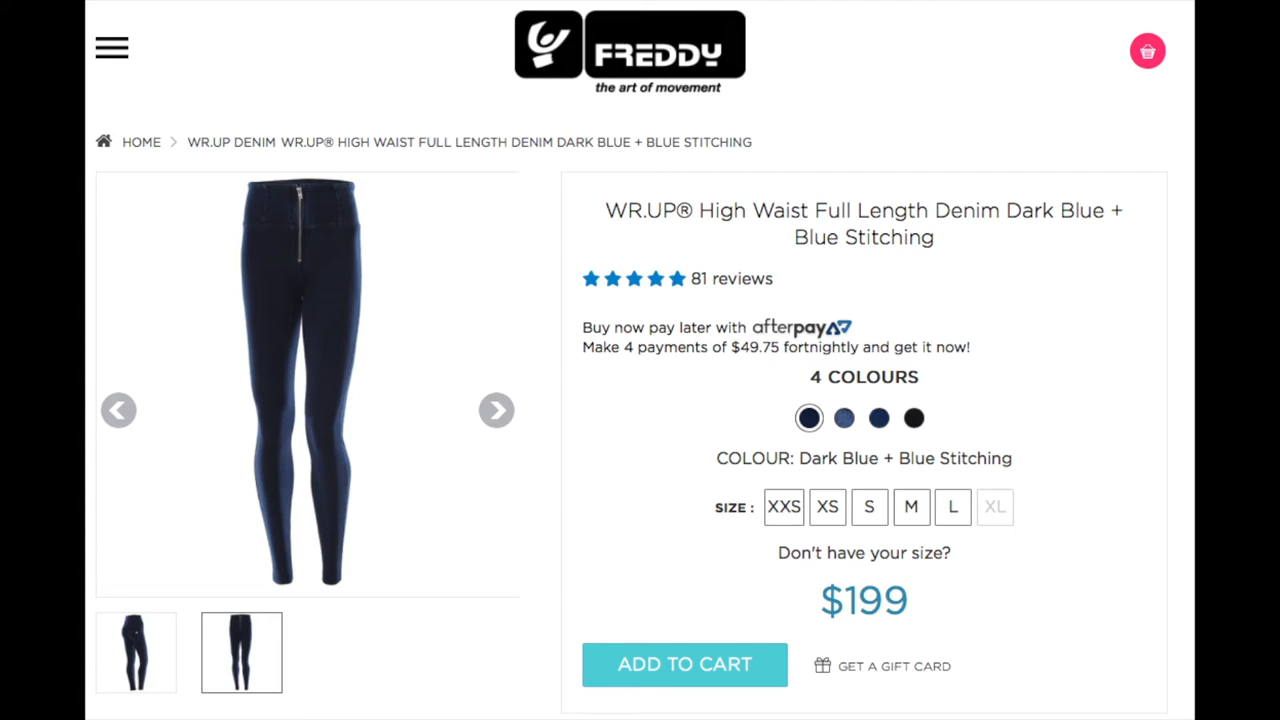 FREDDY
the art of movement
HOME > WR.UP DENIM WR.UP® HIGH WAIST FULL LENGTH DENIM DARK BLUE + BLUE STITCHING
WR.UP® High Waist Full Length Denim Dark Blue +
Blue Stitching
81 reviews
Buy now pay later with afterpay
Make 4 payments of $49.75 fortnightly and get it now!
4 COLOURS
COLOUR: Dark Blue + Blue Stitching
SIZE : XXS XS S M L XL
Don't have your size?
$199
ADD TO CART GET A GIFT CARD